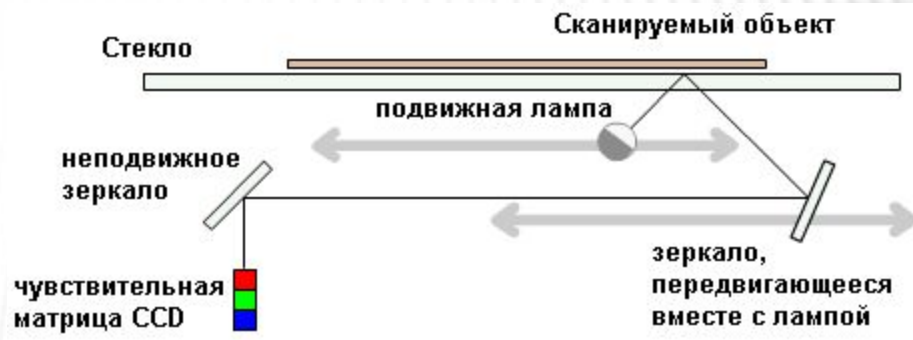 Сканируемый объект
Стекло
подвижная лампа
неподвижное
зеркало
зеркало,
передвигающееся
вместе с лампой
чувствительная
матрица CCD